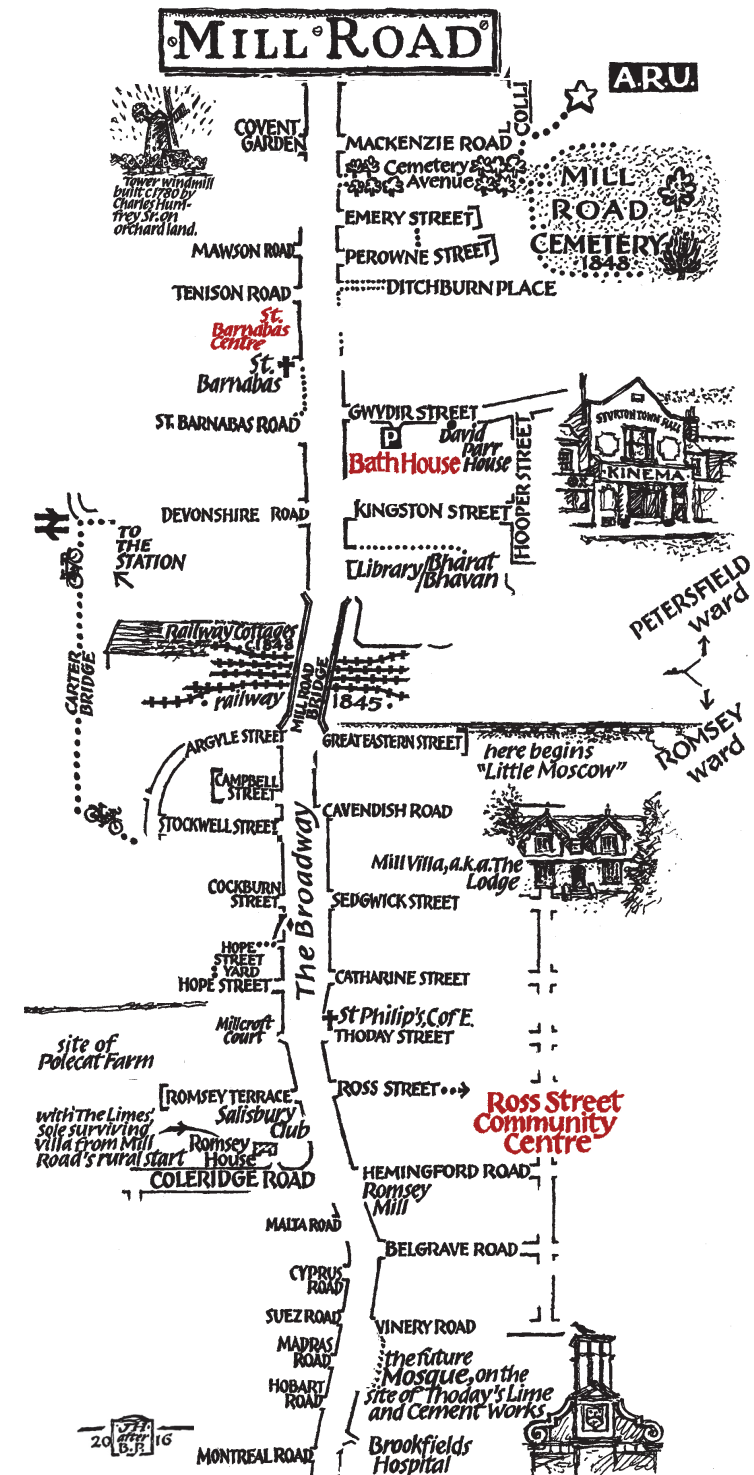 MILL ROAD
A.R.U.
COLLI
COVENT
GARDEN
MACKENZIE ROAD
Cemetery
Avenue
MILL
ROAD
CEMETERY
1848
Tower windmill
built c1780 by
Charles Hum-
frey Sr. on
orchard land.
EMERY STREET
MAWSON ROAD
PEROWNE STREET
TENISON ROAD
DITCHBURN PLACE
St.
Barnabas
Centre
St.
Barnabas
GWYDIR STREET
ST. BARNABAS ROAD
P
David
Parr
House
Bath House
HOOPER STREET
STURTON TOWN HALL
KINEMA
DEVONSHIRE ROAD
KINGSTON STREET
TO
THE
STATION
Library/Bharat
Bhavan
PETERSFIELD
ward
Railway Cottages
c.1848
CARTER
BRIDGE
railway
MILL ROAD
BRIDGE
1845
ROMSEY
ward
ARGYLE STREET
GREAT EASTERN STREET
here begins
"Little Moscow"
CAMPBELL
STREET
The Broadway
CAVENDISH ROAD
STOCKWELL STREET
Mill Villa, a.k.a. The
Lodge
COCKBURN
STREET
SEDGWICK STREET
HOPE
STREET
YARD
HOPE STREET
CATHARINE STREET
St Philip's, C of E.
Millcroft
Court
THODAY STREET
site of
Polecat Farm
ROSS STREET
ROMSEY TERRACE
Ross Street
Community
Centre
with 'The Limes',
sole surviving
villa from Mill
Road's rural start
Salisbury
Club
Romsey
House
COLERIDGE ROAD
HEMINGFORD ROAD
Romsey
Mill
MALTA ROAD
BELGRAVE ROAD
CYPRUS
ROAD
SUEZ ROAD
VINERY ROAD
MADRAS
ROAD
the future
Mosque, on the
site of Thoday's Lime
and Cement Works
HOBART
ROAD
J.H.
after
B.P.
20 16
Brookfields
Hospital
MONTREAL ROAD